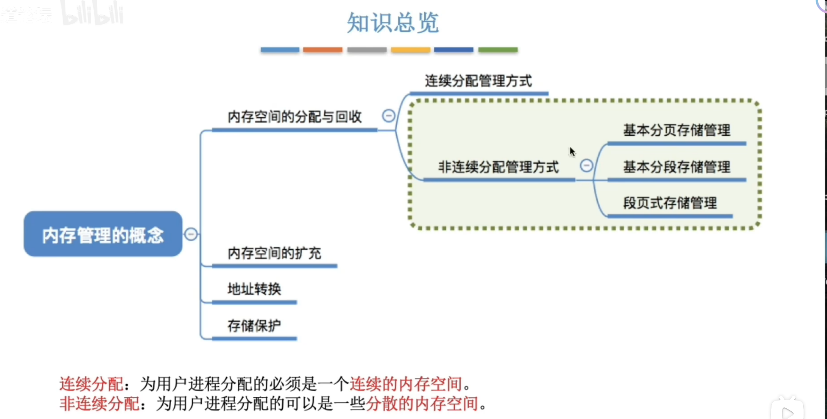 bilibili
知识总览
连续分配管理方式
内存空间的分配与回收
基本分页存储管理
非连续分配管理方式
基本分段存储管理
段页式存储管理
内存管理的概念
内存空间的扩充
地址转换
存储保护
连续分配：为用户进程分配的必须是一个连续的内存空间。
非连续分配：为用户进程分配的可以是一些分散的内存空间。